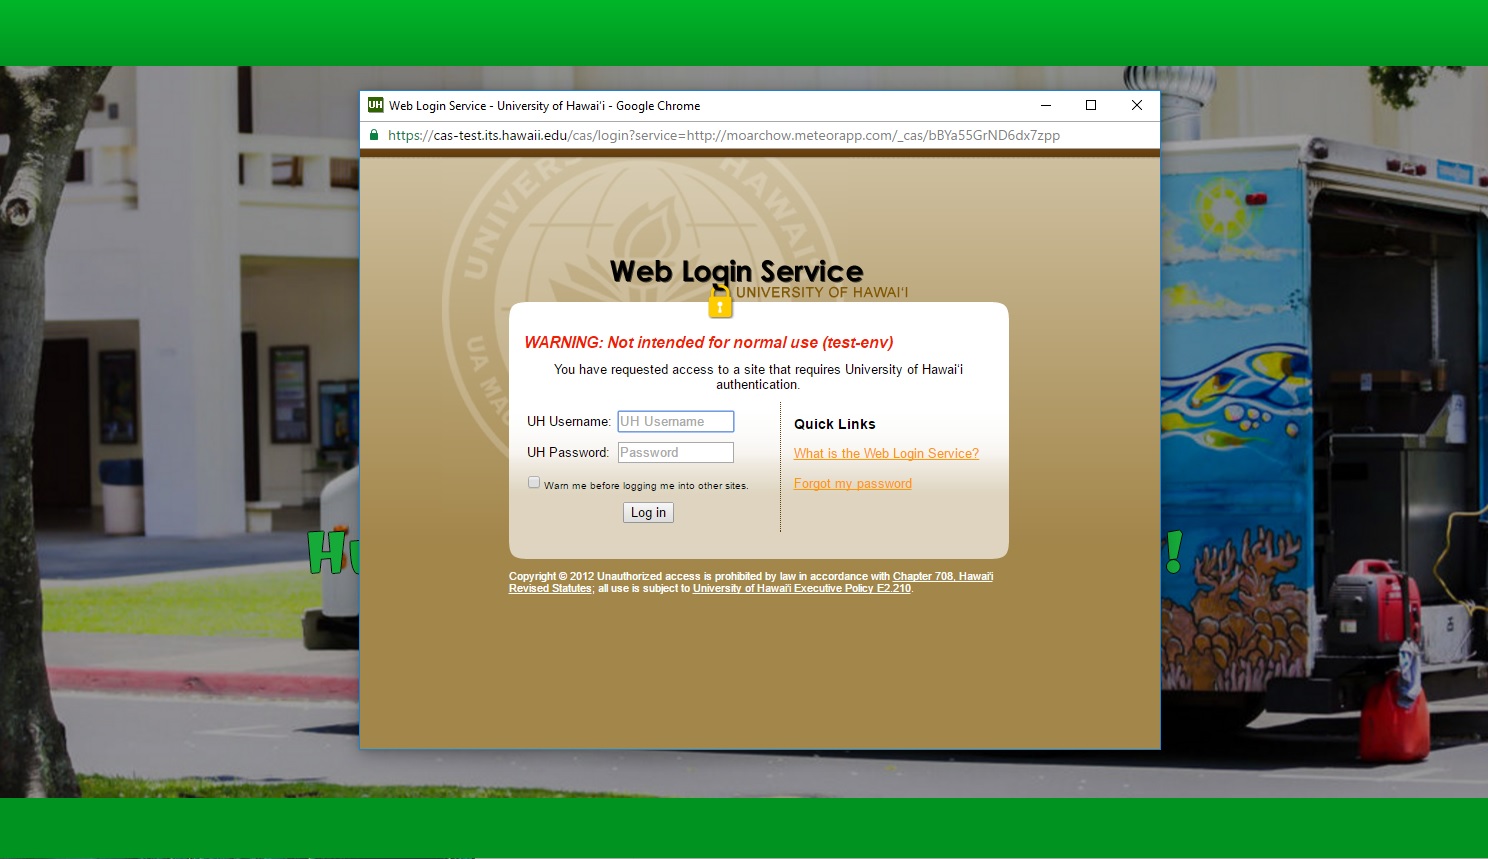 UH Web Login Service - University of Hawai'i - Google Chrome
https://cas-test.its.hawaii.edu/cas/login?service=http://moarchow.meteorapp.com/_cas/bBYa55GrND6dx7zpp
Web Login Service
UNIVERSITY OF HAWAI'I
WARNING: Not intended for normal use (test-env)
You have requested access to a site that requires University of Hawai'i
authentication.
UH Username: UH Username
UH Password: Password
Warn me before logging me into other sites.
Log in
Quick Links
What is the Web Login Service?
Forgot my password
Copyright © 2012 Unauthorized access is prohibited by law in accordance with Chapter 708, Hawai'i
Revised Statutes; all use is subject to University of Hawai'i Executive Policy E2.210.